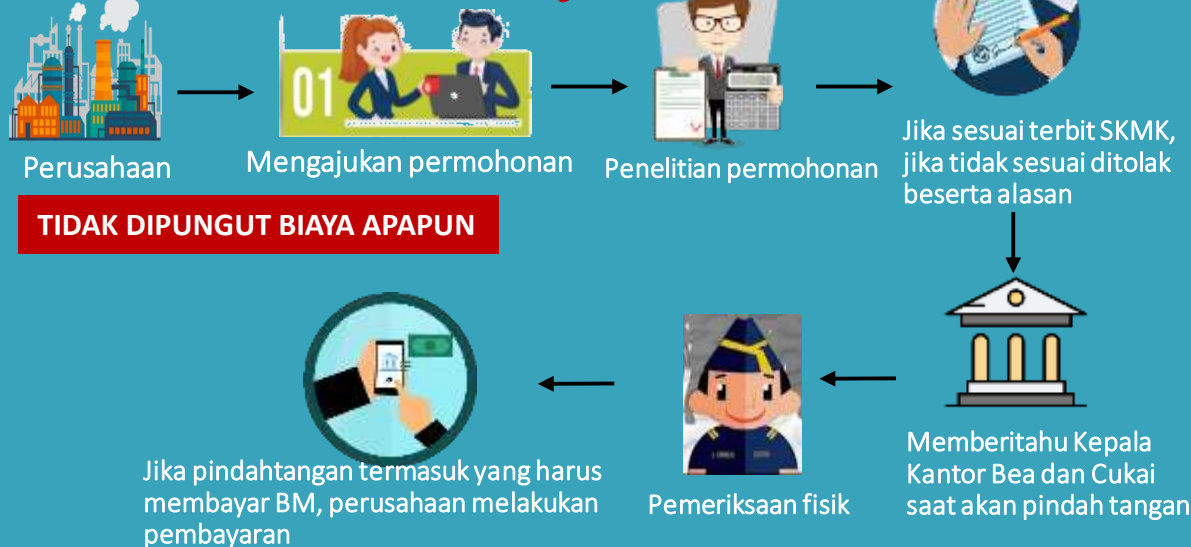 01
Perusahaan
Mengajukan permohonan
Penelitian permohonan
Jika sesuai terbit SKMK,
jika tidak sesuai ditolak
beserta alasan
TIDAK DIPUNGUT BIAYA APAPUN
Memberitahu Kepala
Kantor Bea dan Cukai
saat akan pindah tangan
Pemeriksaan fisik
Jika pindahtangan termasuk yang harus
membayar BM, perusahaan melakukan
pembayaran